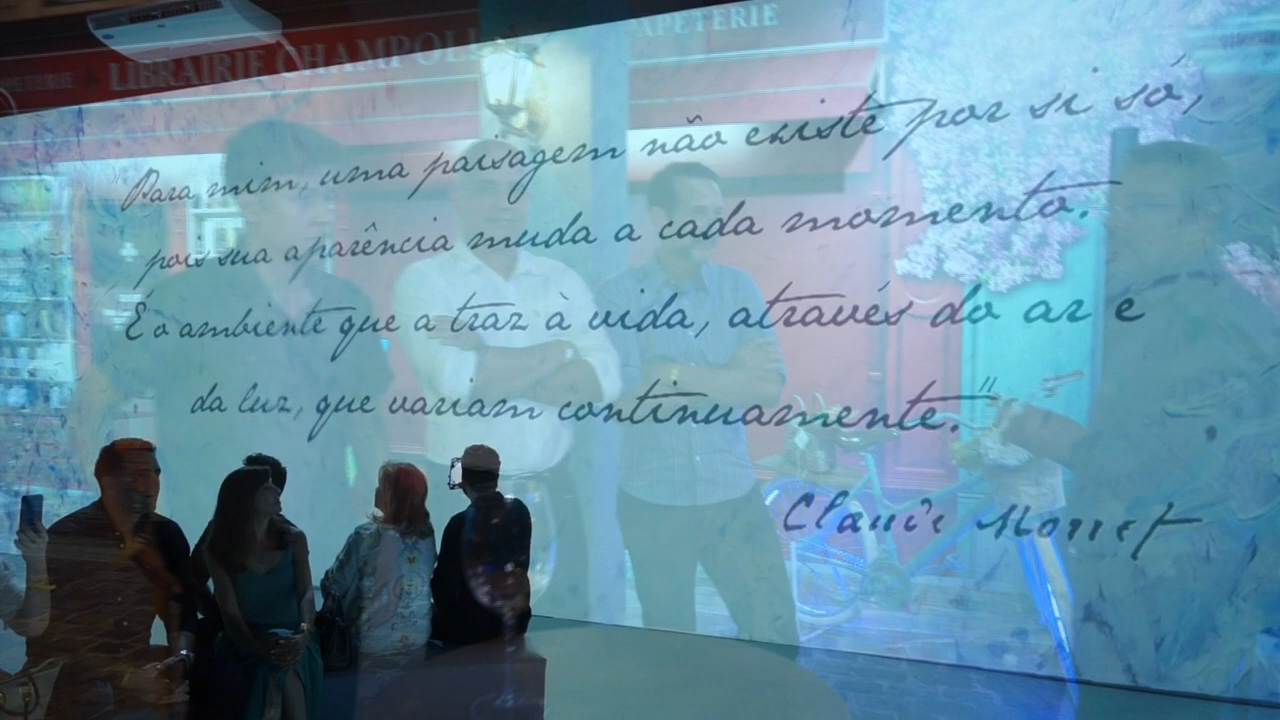 LIBRAIRIE CHAMPOLL
PAPETERIE
Para mim, uma paisagem não existe por si só,
pois sua aparência muda a cada momento.
É o ambiente que a traz à vida, através do ar e
da luz, que variam continuamente."
Claude Monet